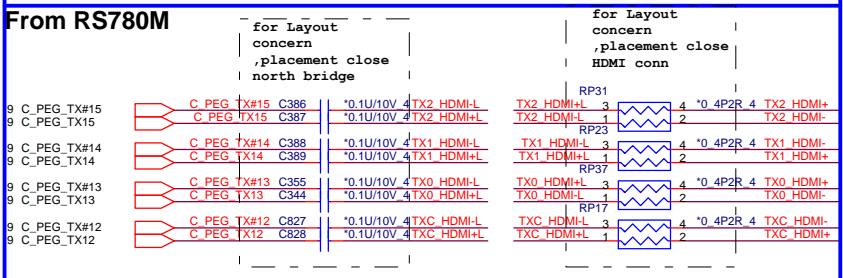 From RS780M
for Layout
concern
,placement close
north bridge
for Layout
concern
,placement close
HDMI conn
9 C_PEG_TX#15 C_PEG_TX#15 C386 *0.1U/10V_4 TX2_HDMI-L
9 C_PEG_TX15 C_PEG_TX15 C387 *0.1U/10V_4 TX2_HDMI+L
RP31
TX2_HDMI+L 3 4 *0_4P2R_4 TX2_HDMI+
TX2_HDMI-L 1 2 TX2_HDMI-
9 C_PEG_TX#14 C_PEG_TX#14 C388 *0.1U/10V_4 TX1_HDMI-L
9 C_PEG_TX14 C_PEG_TX14 C389 *0.1U/10V_4 TX1_HDMI+L
RP23
TX1_HDMI-L 3 4 *0_4P2R_4 TX1_HDMI-
TX1_HDMI+L 1 2 TX1_HDMI+
9 C_PEG_TX#13 C_PEG_TX#13 C355 *0.1U/10V_4 TX0_HDMI-L
9 C_PEG_TX13 C_PEG_TX13 C344 *0.1U/10V_4 TX0_HDMI+L
RP37
TX0_HDMI+L 3 4 *0_4P2R_4 TX0_HDMI+
TX0_HDMI-L 1 2 TX0_HDMI-
9 C_PEG_TX#12 C_PEG_TX#12 C827 *0.1U/10V_4 TXC_HDMI-L
9 C_PEG_TX12 C_PEG_TX12 C828 *0.1U/10V_4 TXC_HDMI+L
RP17
TXC_HDMI-L 3 4 *0_4P2R_4 TXC_HDMI-
TXC_HDMI+L 1 2 TXC_HDMI+